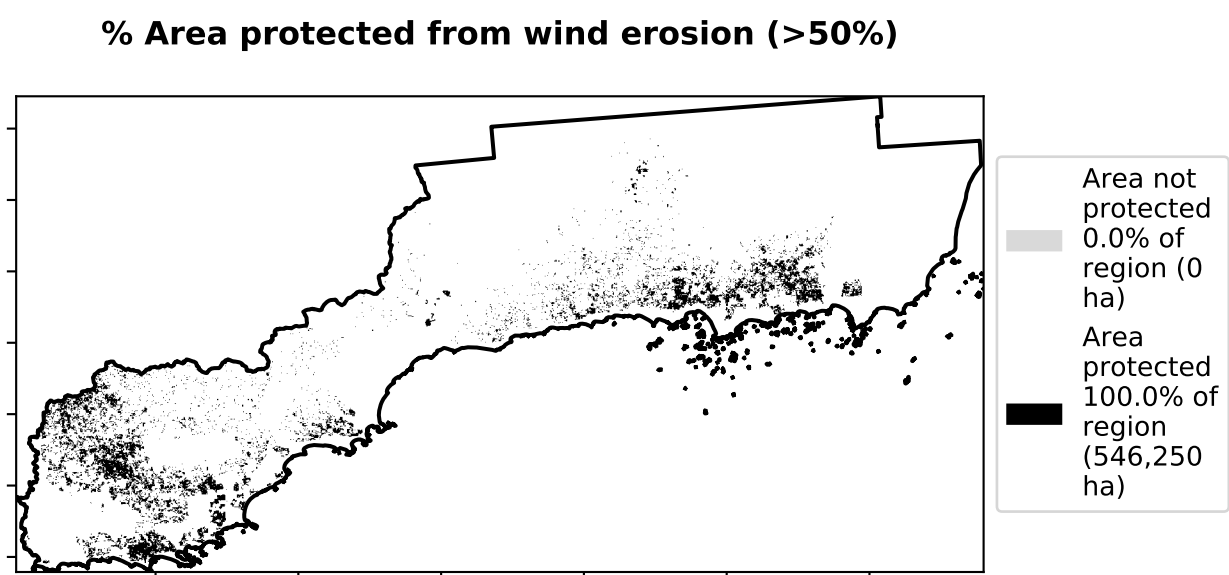 % Area protected from wind erosion (>50%)
Area not
protected
0.0% of
region (0
ha)
Area
protected
100.0% of
region
(546,250
ha)